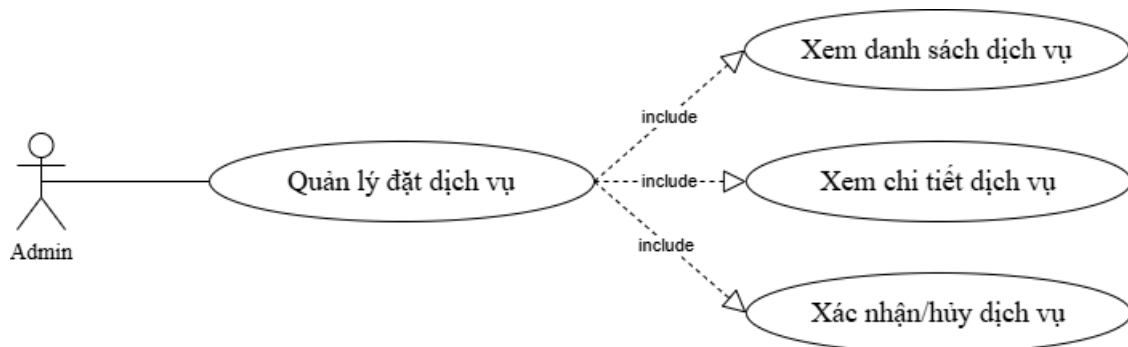 Xem danh sách dịch vụ
include
Quản lý đặt dịch vụ
include
Xem chi tiết dịch vụ
Admin
include
Xác nhận/hủy dịch vụ